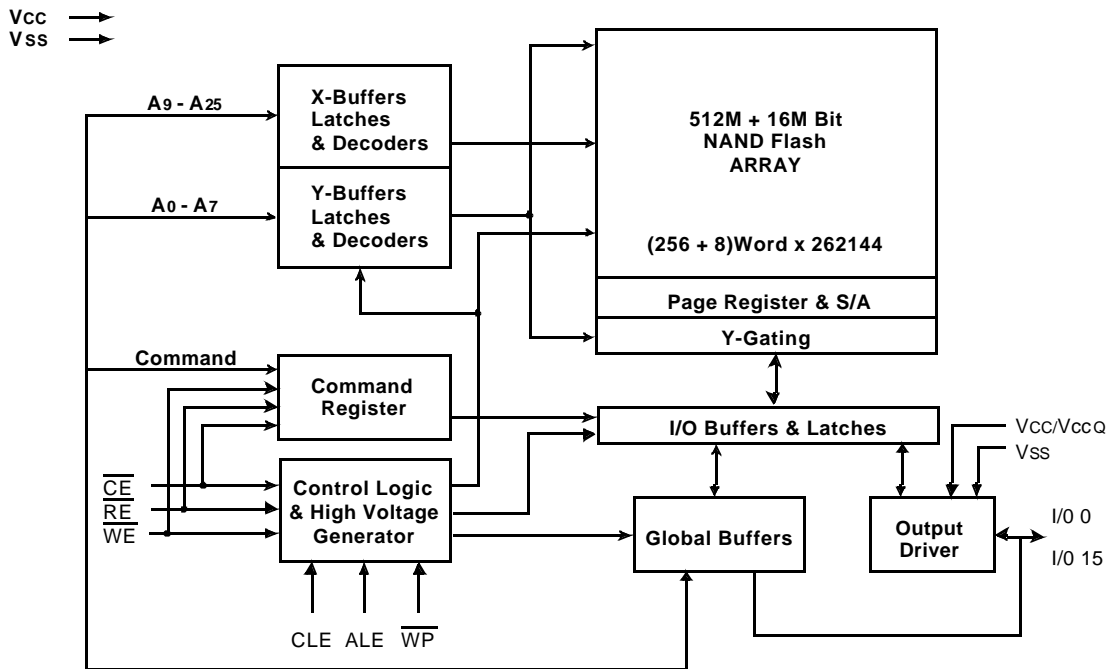 VCC
VSS
A9 - A25
X-Buffers
Latches
& Decoders
A0 - A7
Y-Buffers
Latches
& Decoders
512M + 16M Bit
NAND Flash
ARRAY
(256 + 8)Word x 262144
Page Register & S/A
Y-Gating
Command
Command
Register
I/O Buffers & Latches
VCC/VCCQ
VSS
CE
RE
WE
Control Logic
& High Voltage
Generator
Global Buffers
Output
Driver
I/0 0
I/0 15
CLE ALE WP